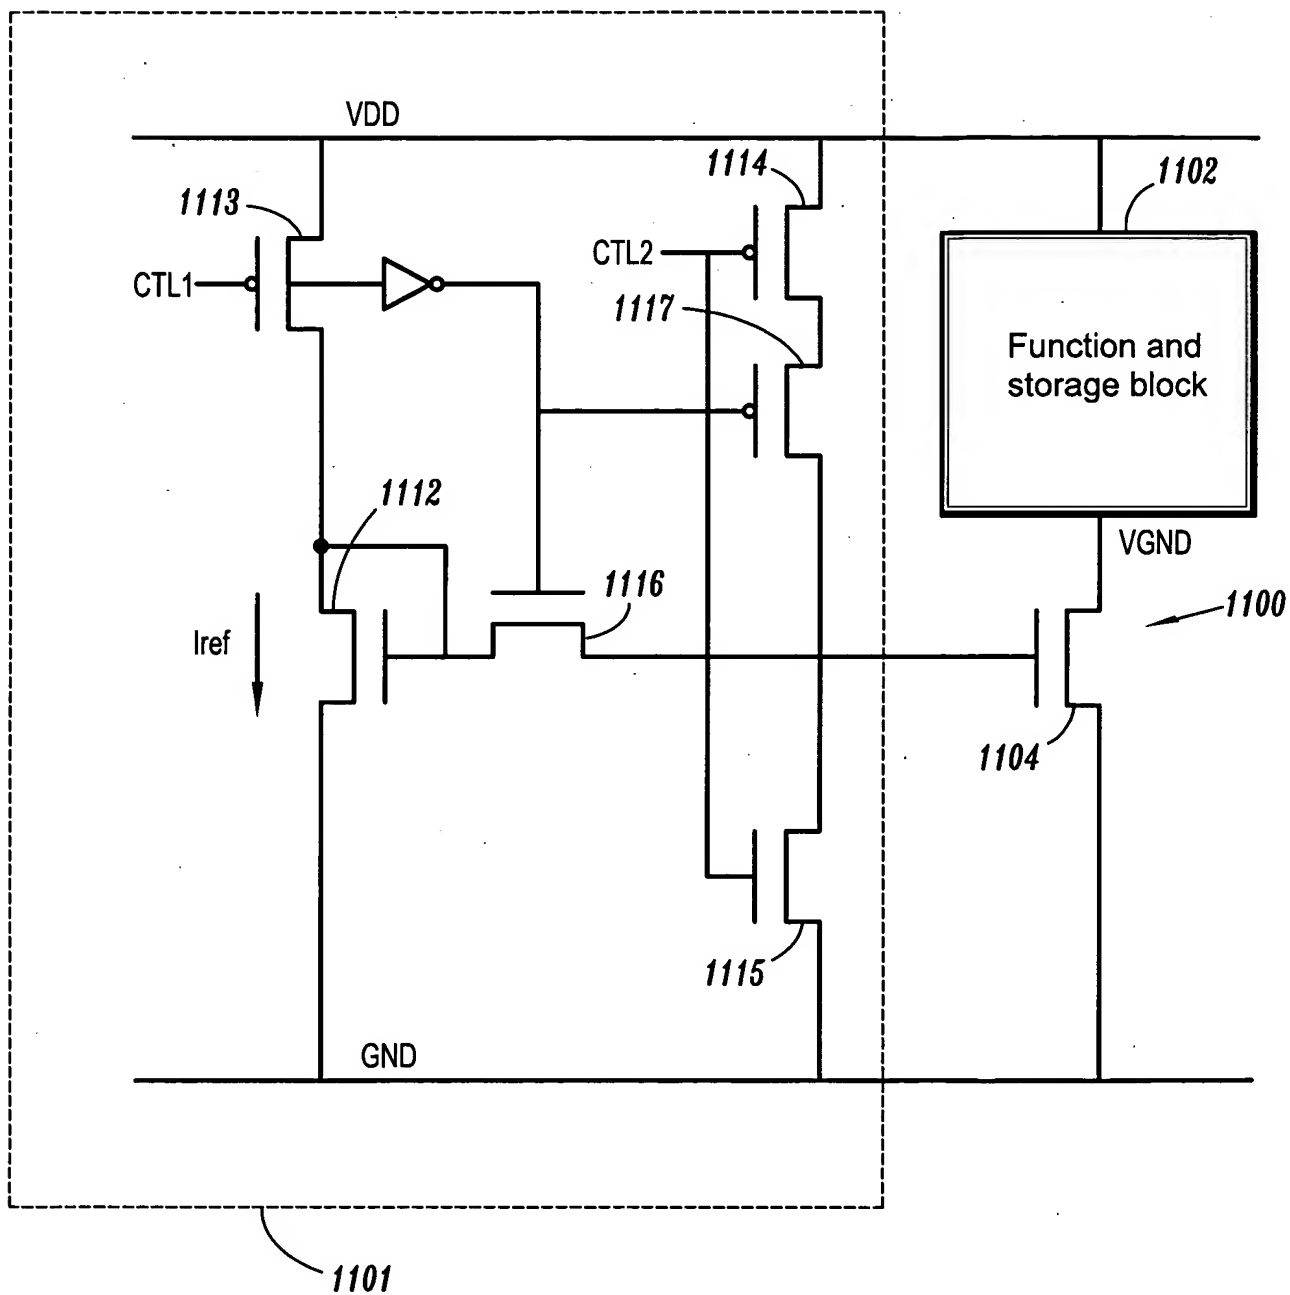 VDD
1114
1102
1113
CTL2
CTL1
1117
Function and
storage block
1112
VGND
1116
1100
Iref
1104
1115
GND
1101